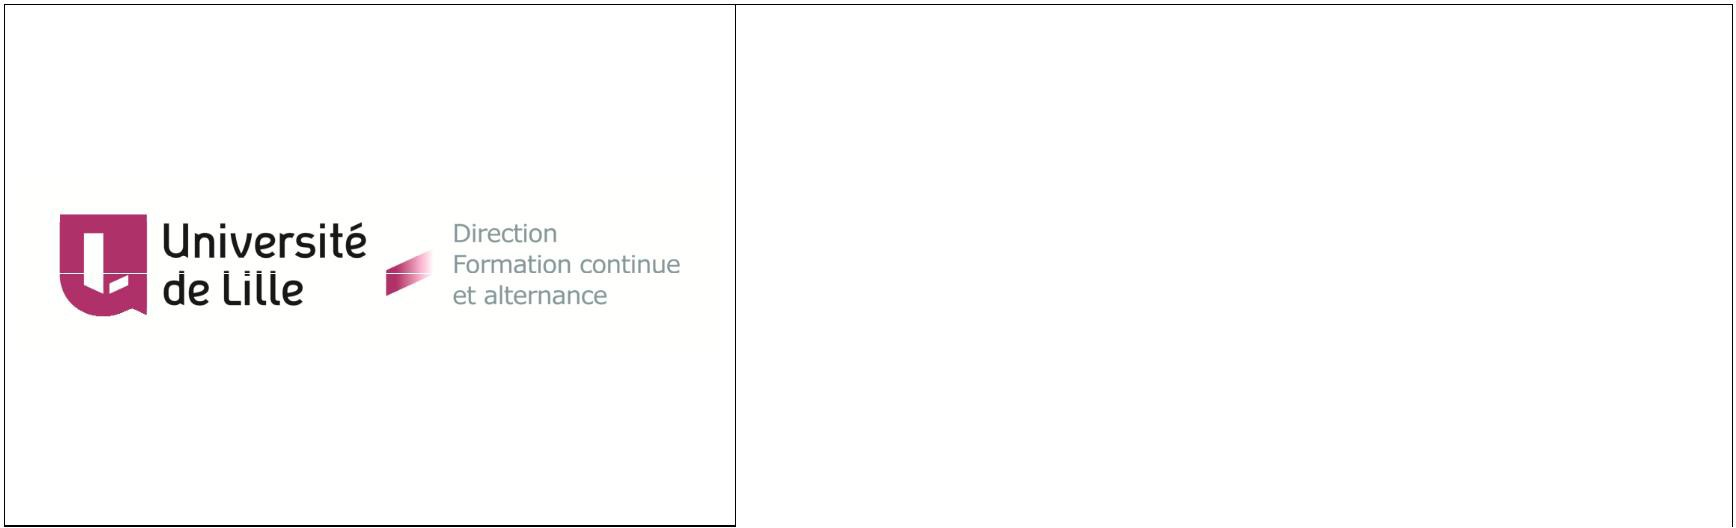 Université
de Lille
Direction
Formation continue
et alternance